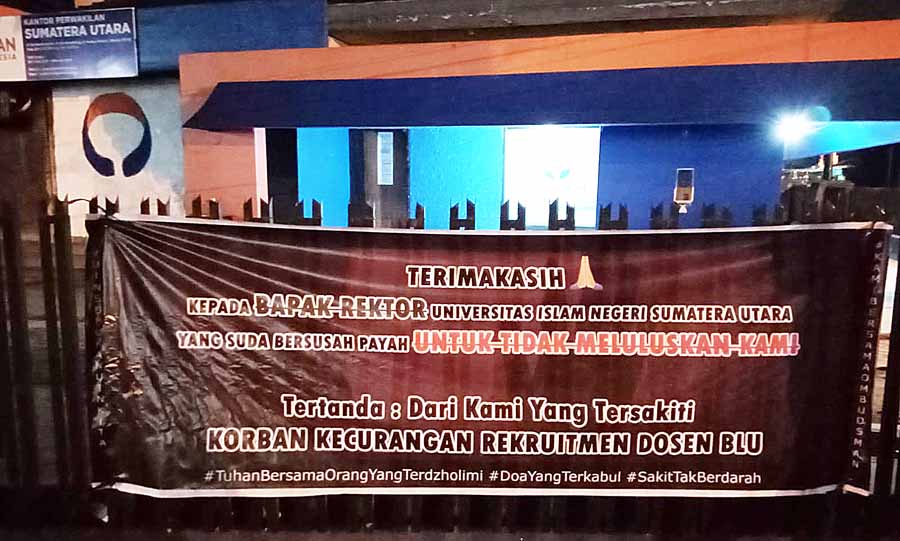 KANTOR PERWAKILAN
SUMATERA UTARA
TERIMAKASIH 🙏
KEPADA BAPAK REKTOR UNIVERSITAS ISLAM NEGERI SUMATERA UTARA
YANG SUDA BERSUSAH PAYAH UNTUK TIDAK MELULUSKAN KAMI
Tertanda : Dari Kami Yang Tersakiti
KORBAN KECURANGAN REKRUITMEN DOSEN BLU
#TuhanBersamaOrangYangTerdzholimi #DoaYangTerkabul #SakitTakBerdarah
#KAMIBERSAMAOMBUDSMAN